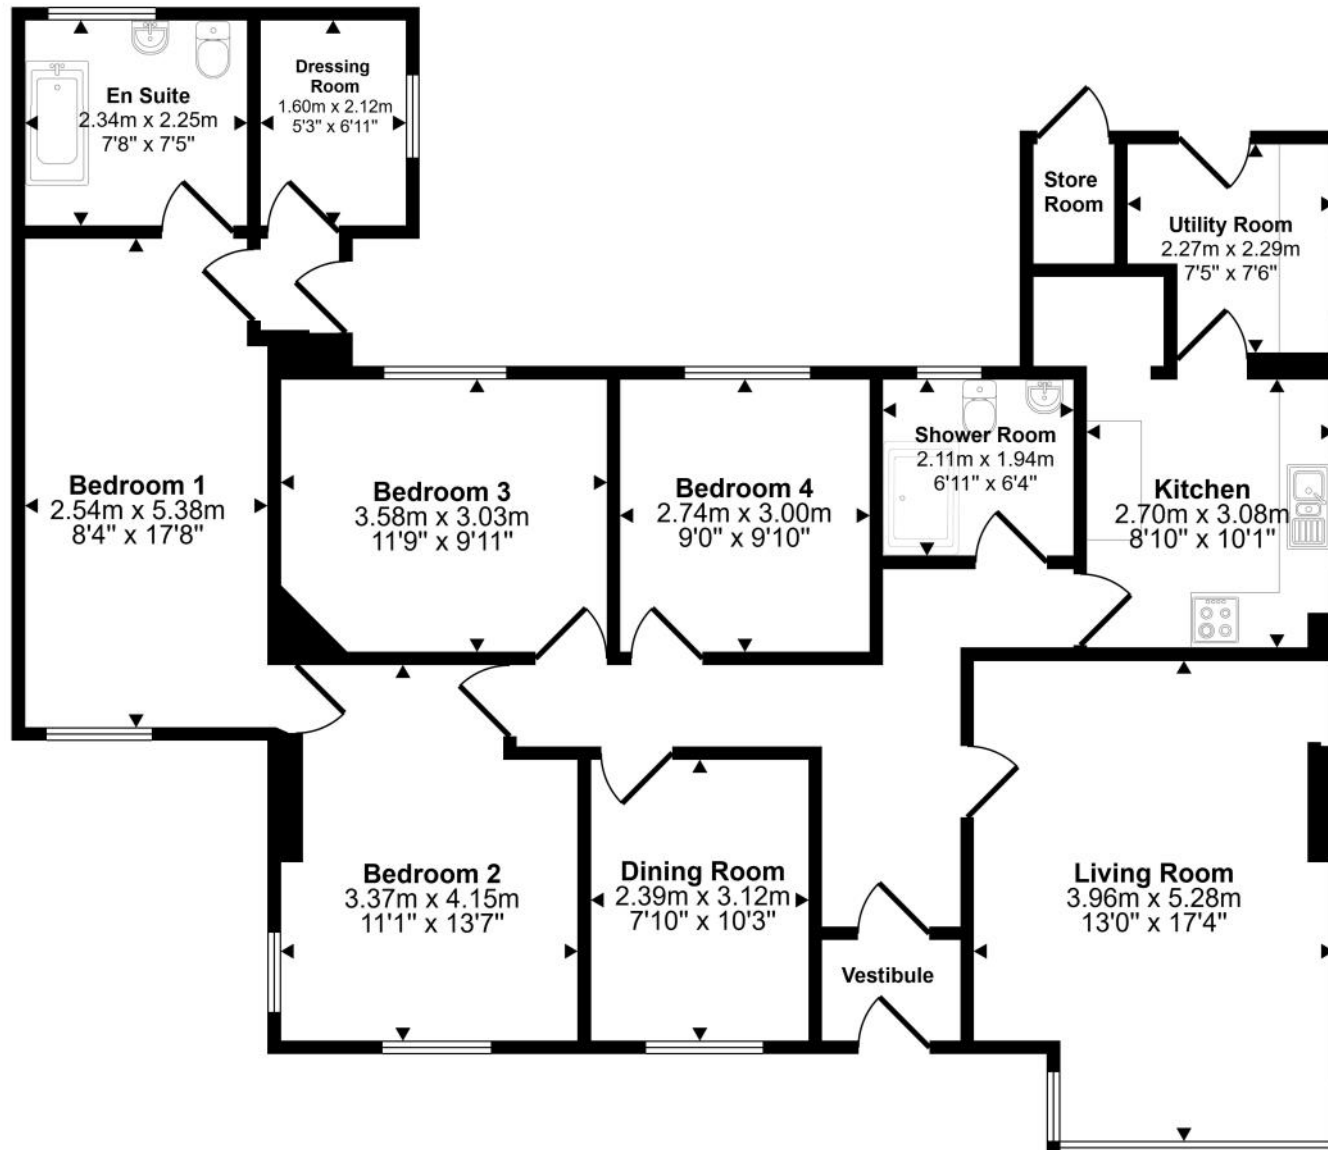 En Suite
2.34m x 2.25m
7'8" x 7'5"
Dressing
Room
1.60m x 2.12m
5'3" x 6'11"
Store
Room
Utility Room
2.27m x 2.29m
7'5" x 7'6"
Bedroom 1
2.54m x 5.38m
8'4" x 17'8"
Bedroom 3
3.58m x 3.03m
11'9" x 9'11"
Bedroom 4
2.74m x 3.00m
9'0" x 9'10"
Shower Room
2.11m x 1.94m
6'11" x 6'4"
Kitchen
2.70m x 3.08m
8'10" x 10'1"
Bedroom 2
3.37m x 4.15m
11'1" x 13'7"
Dining Room
2.39m x 3.12m
7'10" x 10'3"
Vestibule
Living Room
3.96m x 5.28m
13'0" x 17'4"